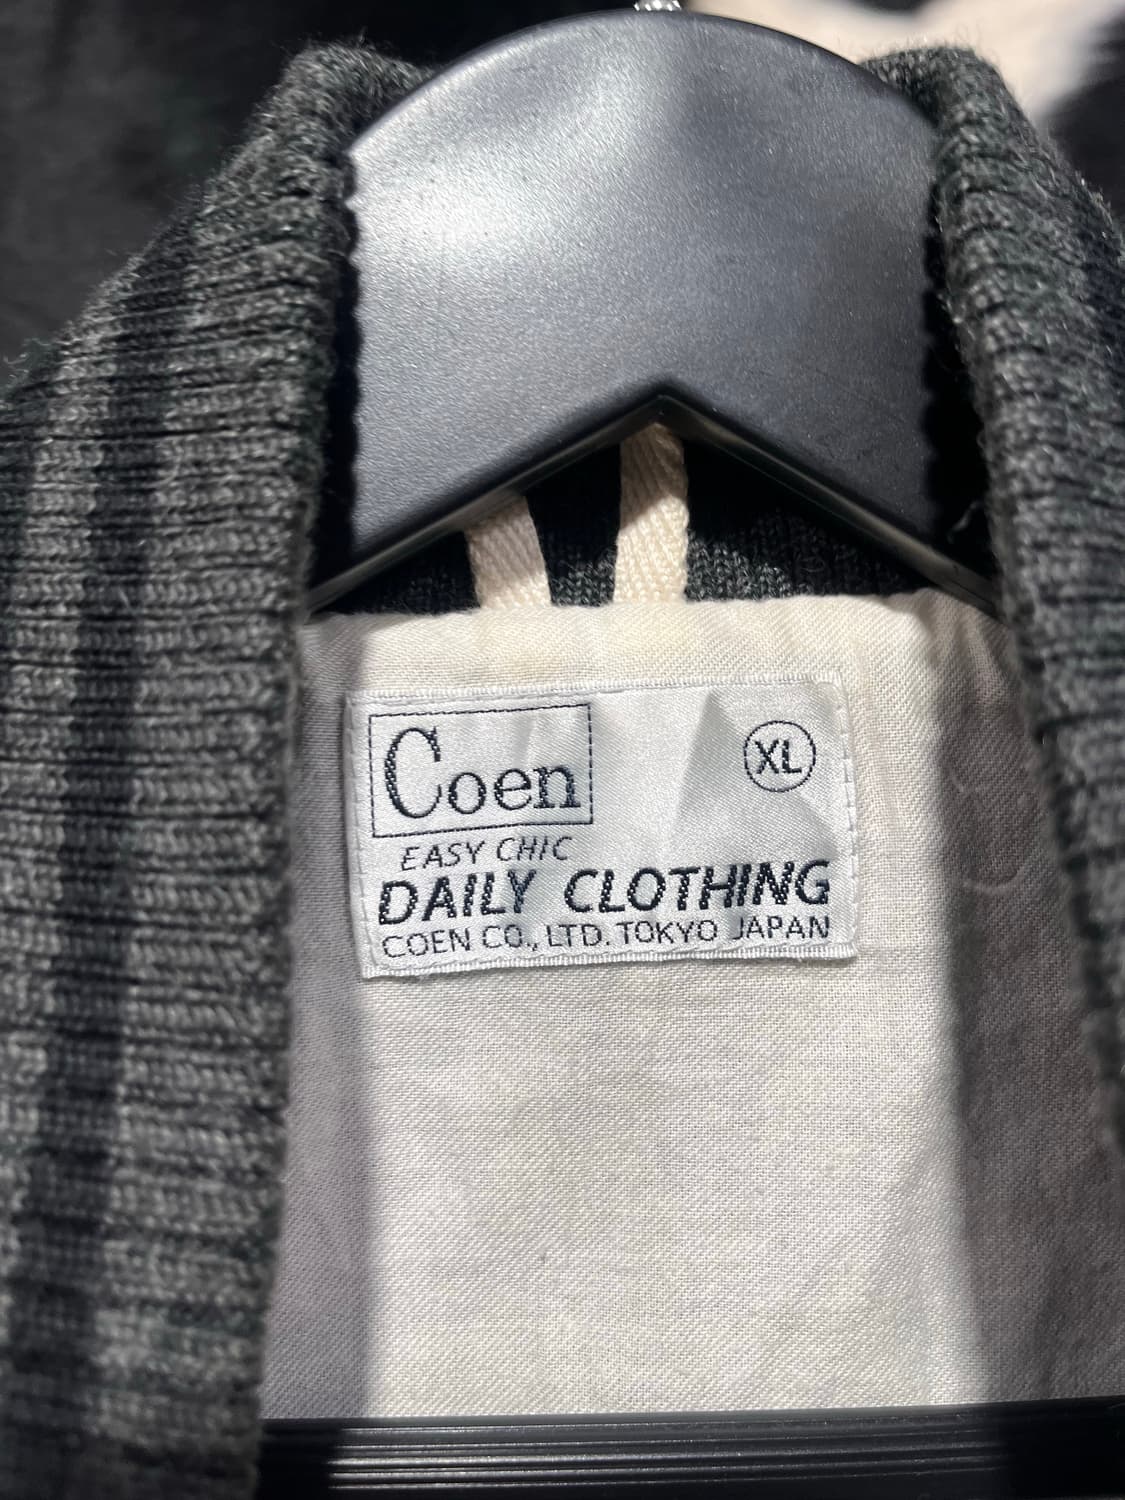 Coen
XL
EASY CHIC
DAILY CLOTHING
COEN CO., LTD. TOKYO JAPAN